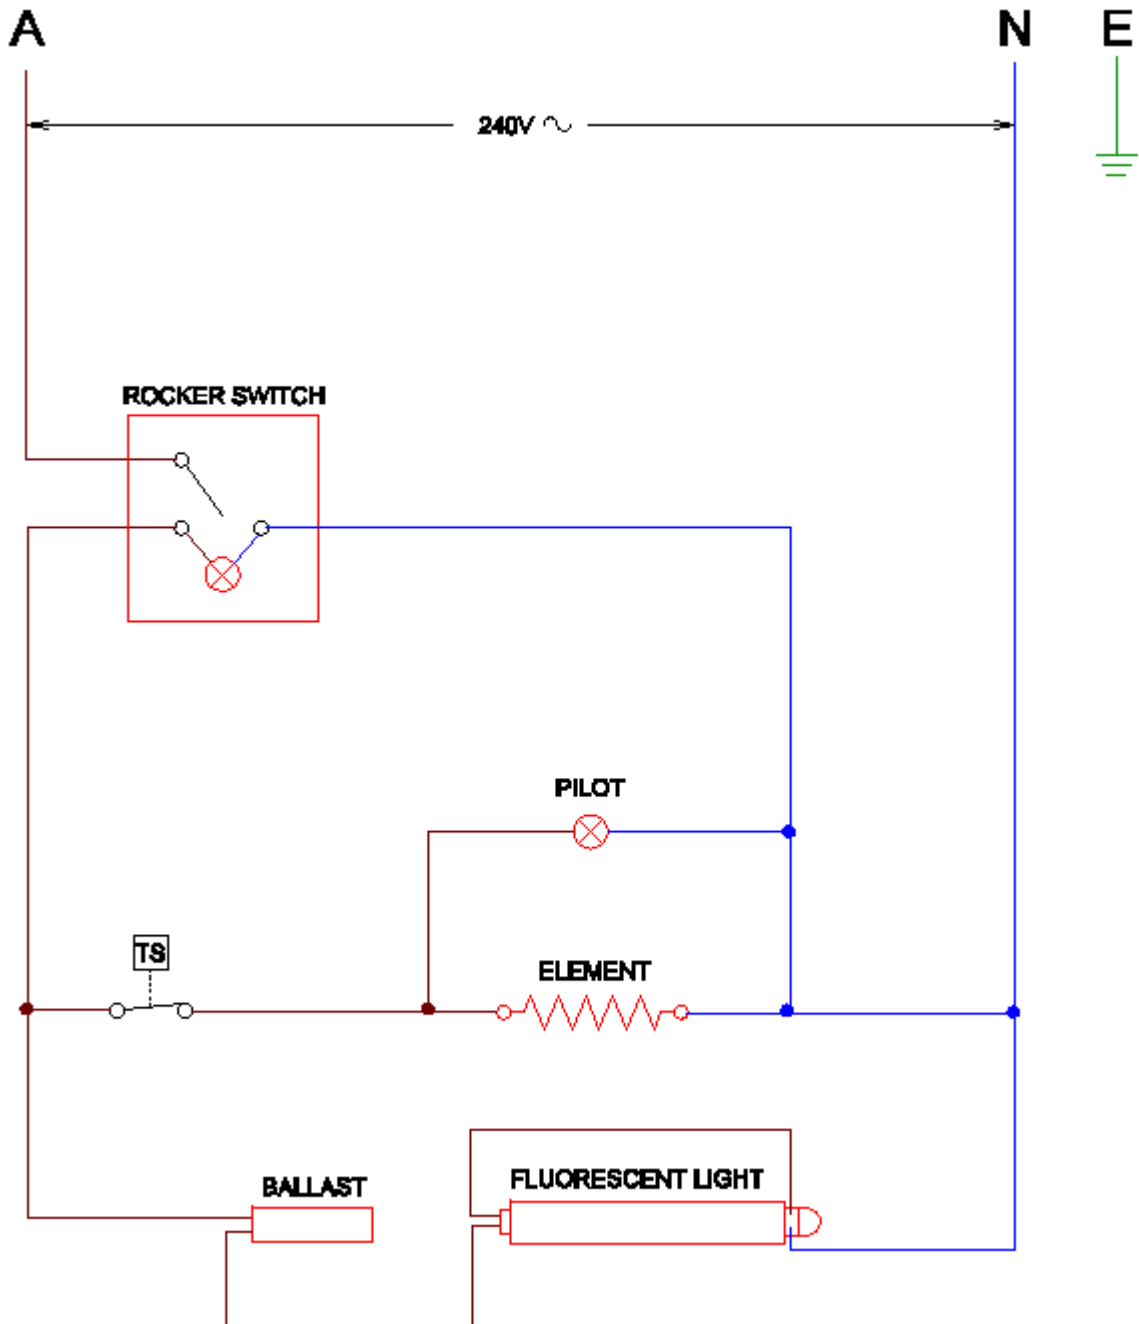 A N E
240V ~
ROCKER SWITCH
PILOT
TS
ELEMENT
FLUORESCENT LIGHT
BALLAST